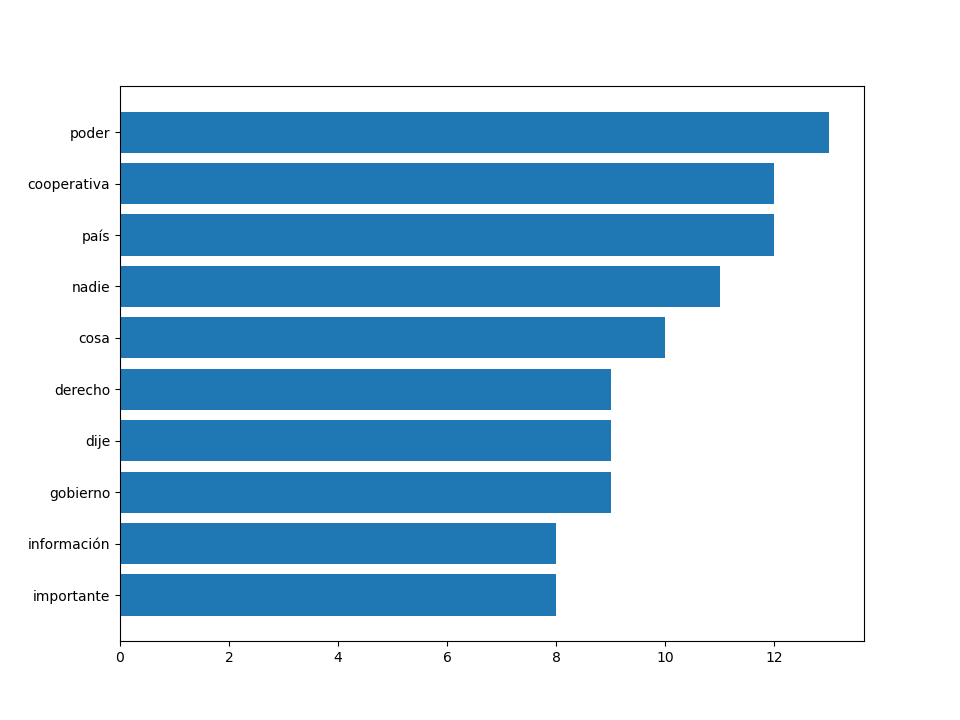 poder
cooperativa
país
nadie
cosa
derecho
dije
gobierno
información
importante
0 2 4 6 8 10 12